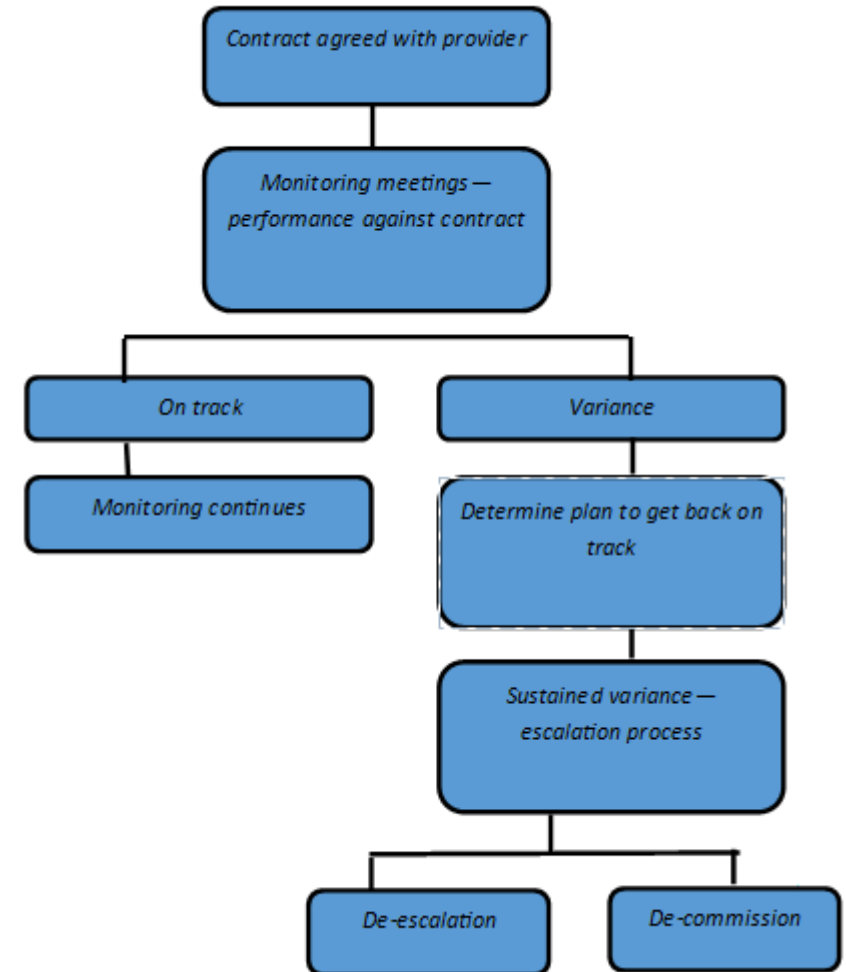 Contract agreed with provider
Monitoring meetings —
performance against contract
On track
Variance
Monitoring continues
Determine plan to get back on
track
Sustained variance —
escalation process
De-escalation
De-commission